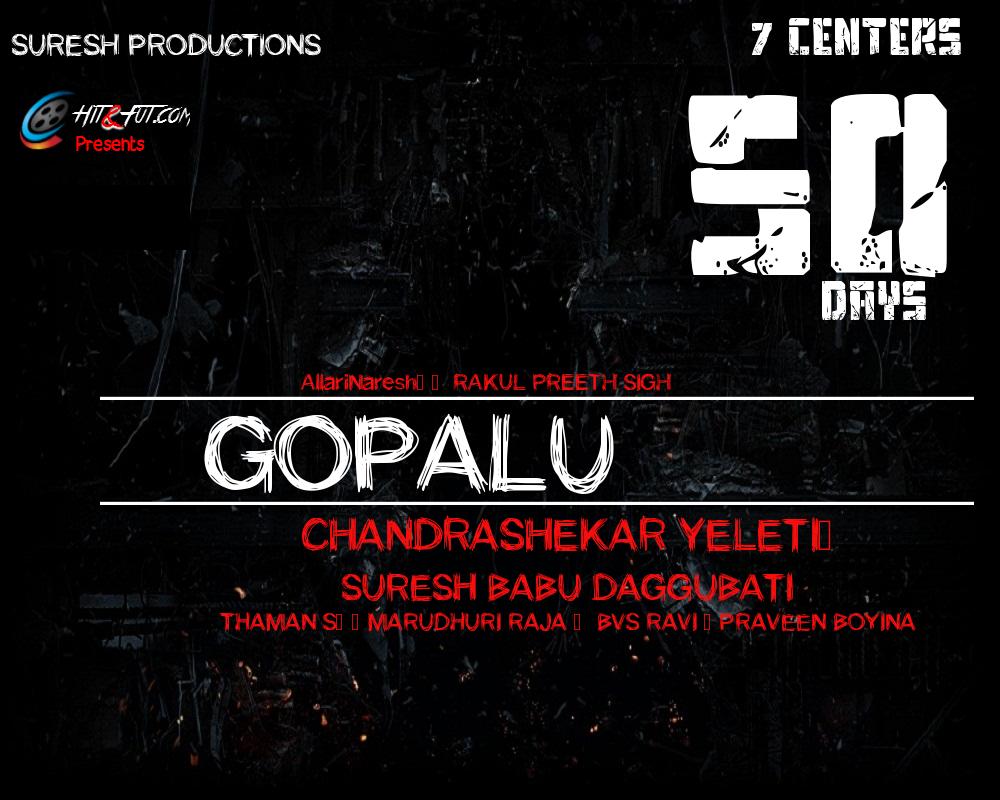 SURESH PRODUCTIONS
7 CENTERS
HIT&FUT.COM
Presents
50
DAYS
AllariNaresh▯ ▯ RAKUL PREETH SIGH
GOPALU
CHANDRASHEKAR YELETI▯
SURESH BABU DAGGUBATI
THAMAN S▯ ▯ MARUDHURI RAJA ▯ BVS RAVI ▯ PRAVEEN BOYINA